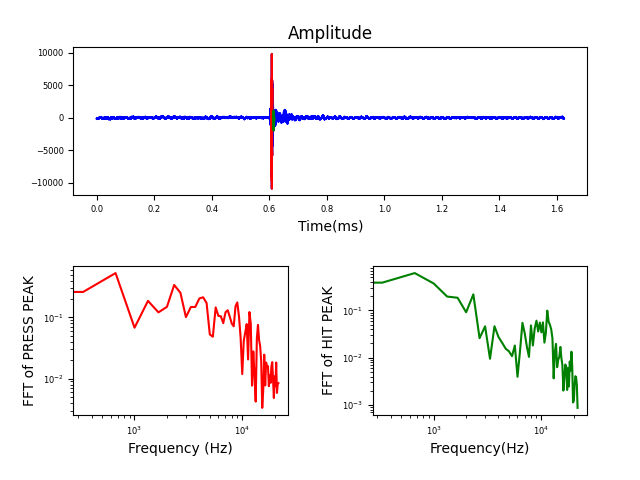 Amplitude
10000
5000
0
−5000
−10000
0.0 0.2 0.4 0.6 0.8 1.0 1.2 1.4 1.6
Time(ms)
FFT of PRESS PEAK
10⁻¹
10⁻²
10³ 10⁴
Frequency (Hz)
FFT of HIT PEAK
10⁻¹
10⁻²
10⁻³
10³ 10⁴
Frequency(Hz)